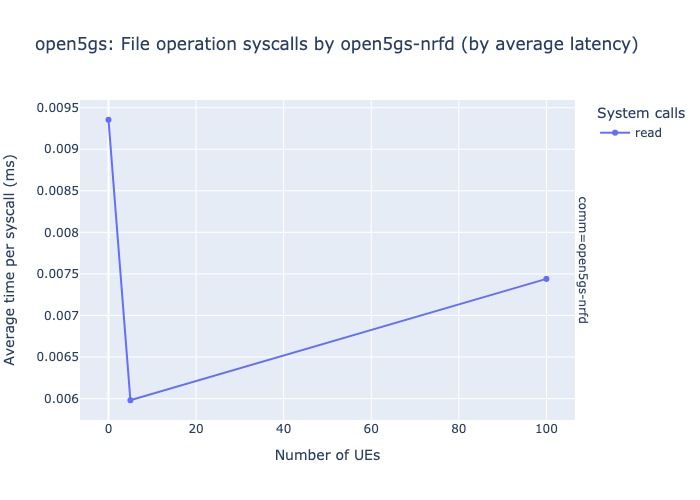 open5gs: File operation syscalls by open5gs-nrfd (by average latency)
System calls
read
Average time per syscall (ms)
0.0095
0.009
0.0085
0.008
0.0075
0.007
0.0065
0.006
comm=open5gs-nrfd
0 20 40 60 80 100
Number of UEs